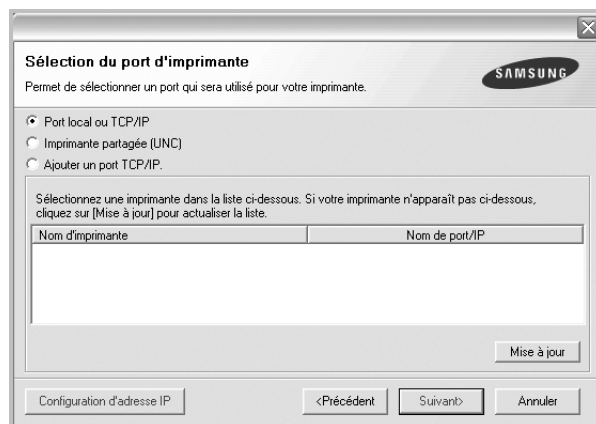 Sélection du port d'imprimante
Permet de sélectionner un port qui sera utilisé pour votre imprimante.
SAMSUNG
Port local ou TCP/IP
Imprimante partagée (UNC)
Ajouter un port TCP/IP.
Sélectionnez une imprimante dans la liste ci-dessous. Si votre imprimante n'apparaît pas ci-dessous,
cliquez sur [Mise à jour] pour actualiser la liste.
Nom d'imprimante Nom de port/IP
Mise à jour
Configuration d'adresse IP <Précédent Suivant> Annuler